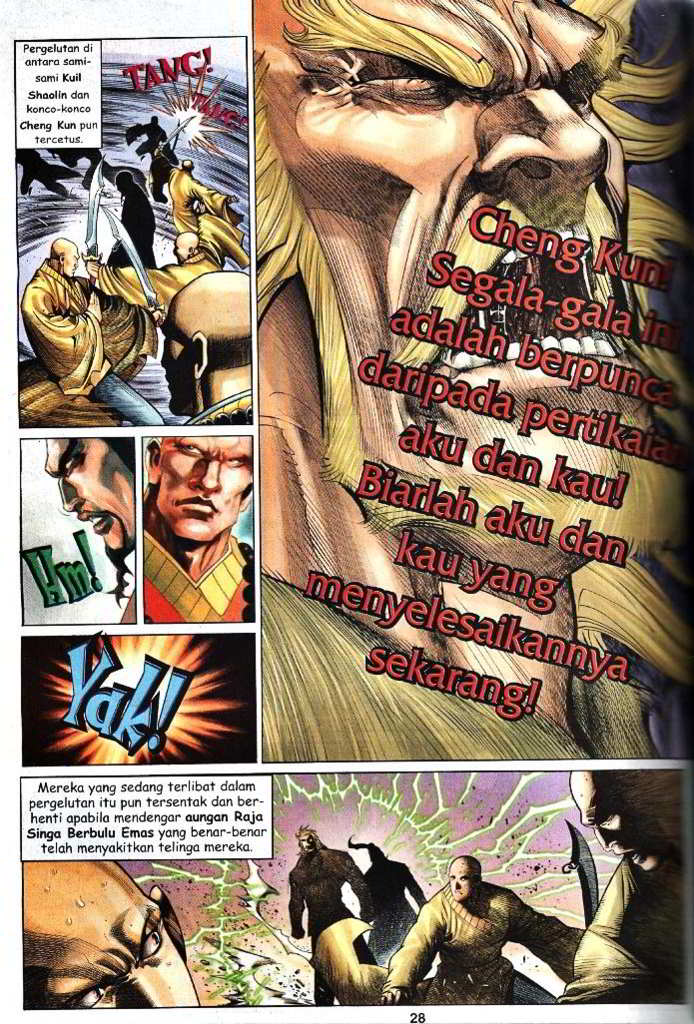 Pergelutan di
antara sami-
sami Kuil
Shaolin dan
konco-konco
Cheng Kun pun
tercetus.
TANG!
TANG!
Cheng Kun!
Segala-gala ini
adalah berpunca
daripada pertikaian
aku dan kau!
Biarlah aku dan
kau yang
menyelesaikannya
sekarang!
Hm!
Yak!
Mereka yang sedang terlibat dalam
pergelutan itu pun tersentak dan ber-
henti apabila mendengar aungan Raja
Singa Berbulu Emas yang benar-benar
telah menyakitkan telinga mereka.
28